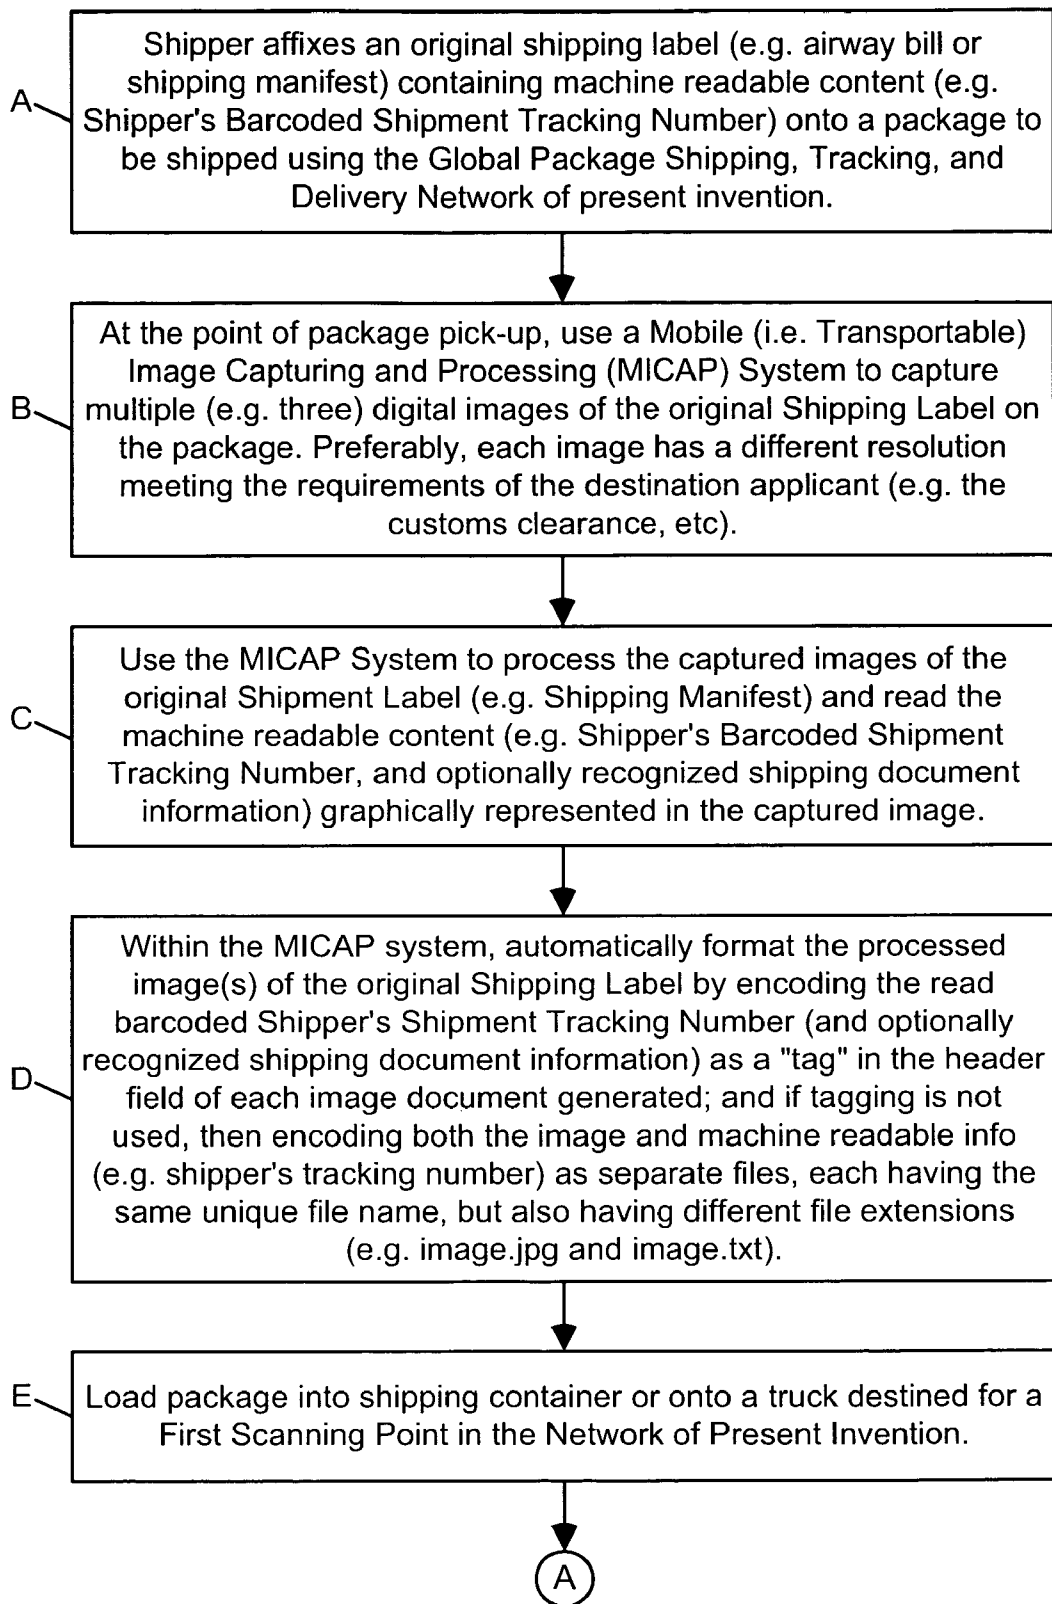 Shipper affixes an original shipping label (e.g. airway bill or
shipping manifest) containing machine readable content (e.g.
A
Shipper's Barcoded Shipment Tracking Number) onto a package to
be shipped using the Global Package Shipping, Tracking, and
Delivery Network of present invention.
At the point of package pick-up, use a Mobile (i.e. Transportable)
Image Capturing and Processing (MICAP) System to capture
B
multiple (e.g. three) digital images of the original Shipping Label on
the package. Preferably, each image has a different resolution
meeting the requirements of the destination applicant (e.g. the
customs clearance, etc).
Use the MICAP System to process the captured images of the
original Shipment Label (e.g. Shipping Manifest) and read the
C
machine readable content (e.g. Shipper's Barcoded Shipment
Tracking Number, and optionally recognized shipping document
information) graphically represented in the captured image.
Within the MICAP system, automatically format the processed
image(s) of the original Shipping Label by encoding the read
barcoded Shipper's Shipment Tracking Number (and optionally
recognized shipping document information) as a "tag" in the header
D
field of each image document generated; and if tagging is not
used, then encoding both the image and machine readable info
(e.g. shipper's tracking number) as separate files, each having the
same unique file name, but also having different file extensions
(e.g. image.jpg and image.txt).
E
Load package into shipping container or onto a truck destined for a
First Scanning Point in the Network of Present Invention.
A